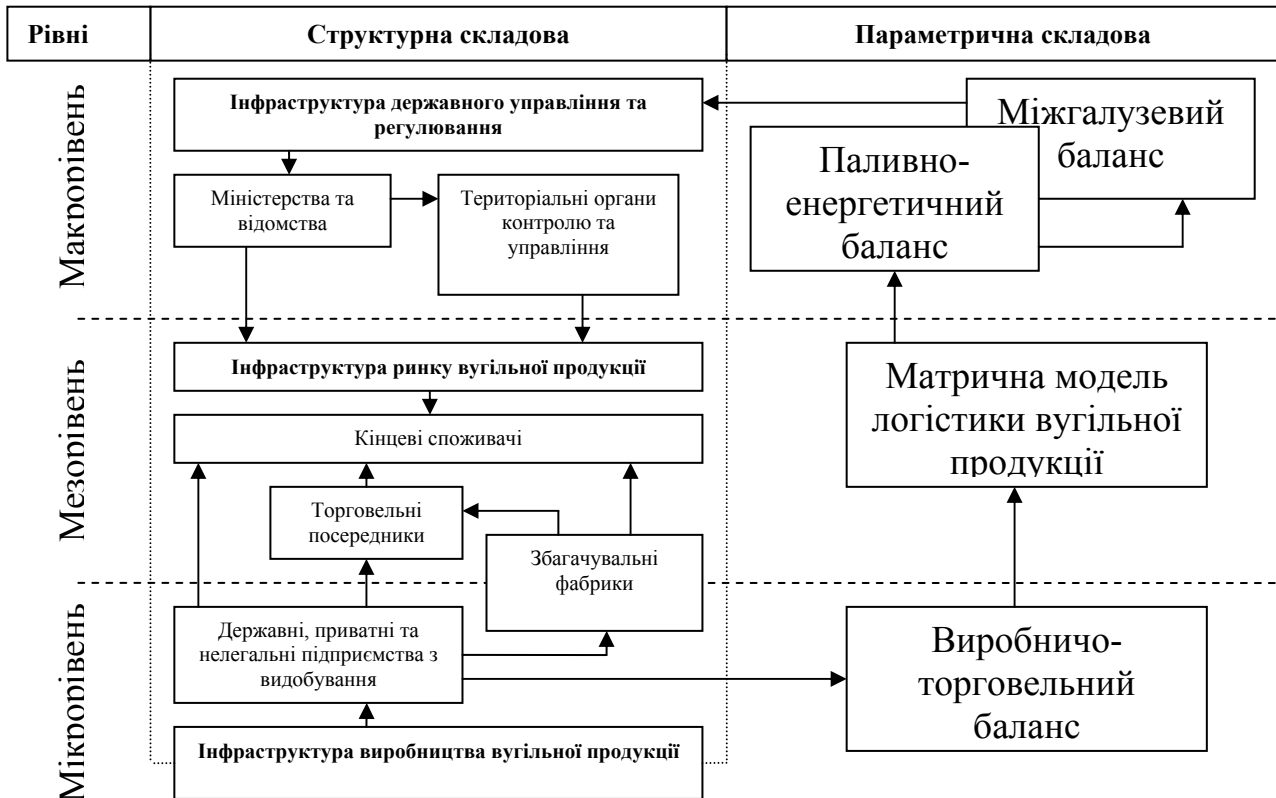 Рівні
Структурна складова
Параметрична складова
Макрорівень
Інфраструктура державного управління та
регулювання
Міністерства та
відомства
Територіальні органи
контролю та
управління
Міжгалузевий
баланс
Паливно-
енергетичний
баланс
Мезорівень
Інфраструктура ринку вугільної продукції
Кінцеві споживачі
Торговельні
посередники
Збагачувальні
фабрики
Матрична модель
логістики вугільної
продукції
Мікрорівень
Державні, приватні та
нелегальні підприємства з
видобування
Інфраструктура виробництва вугільної продукції
Виробничо-
торговельний
баланс